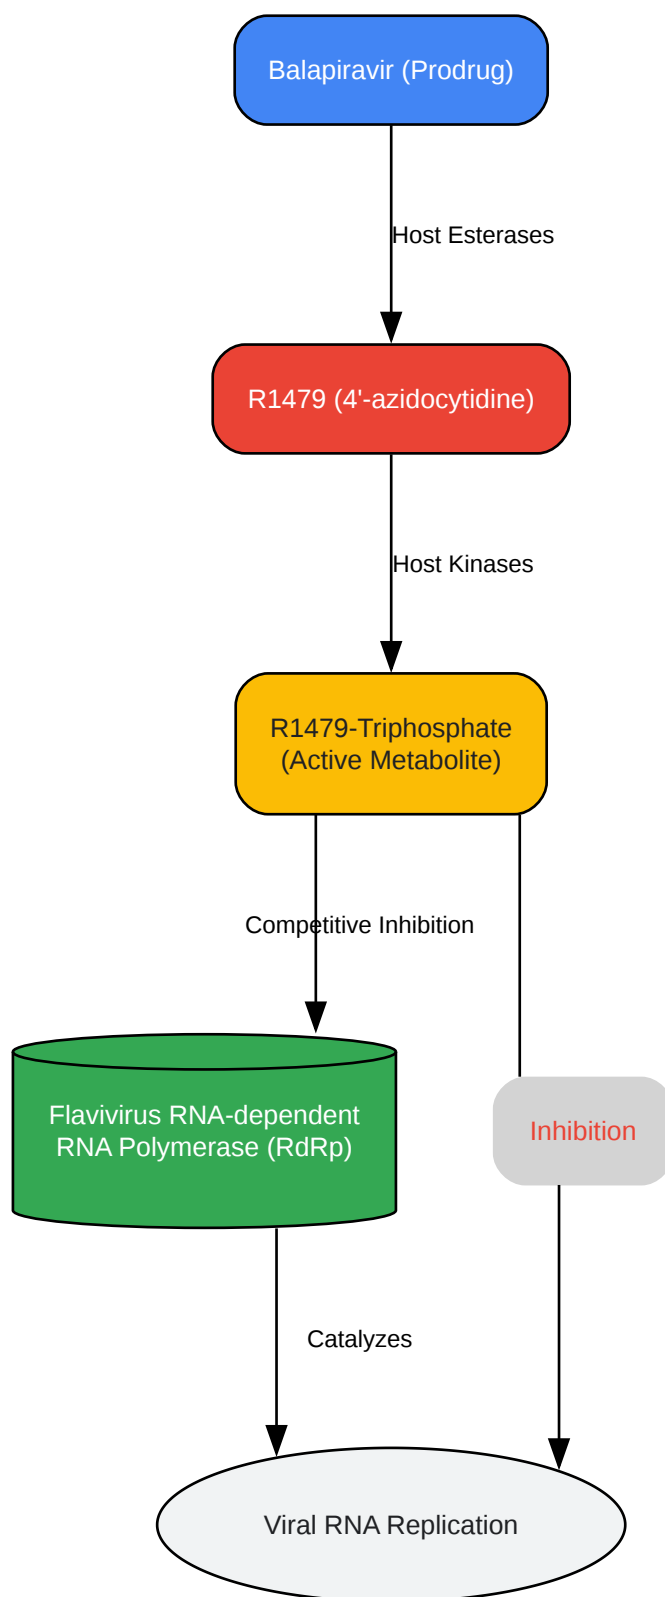 Balapiravir (Prodrug)
Host Esterases
R1479 (4'-azidocytidine)
Host Kinases
R1479-Triphosphate
(Active Metabolite)
Competitive Inhibition
Flavivirus RNA-dependent
RNA Polymerase (RdRp)
Inhibition
Catalyzes
Viral RNA Replication